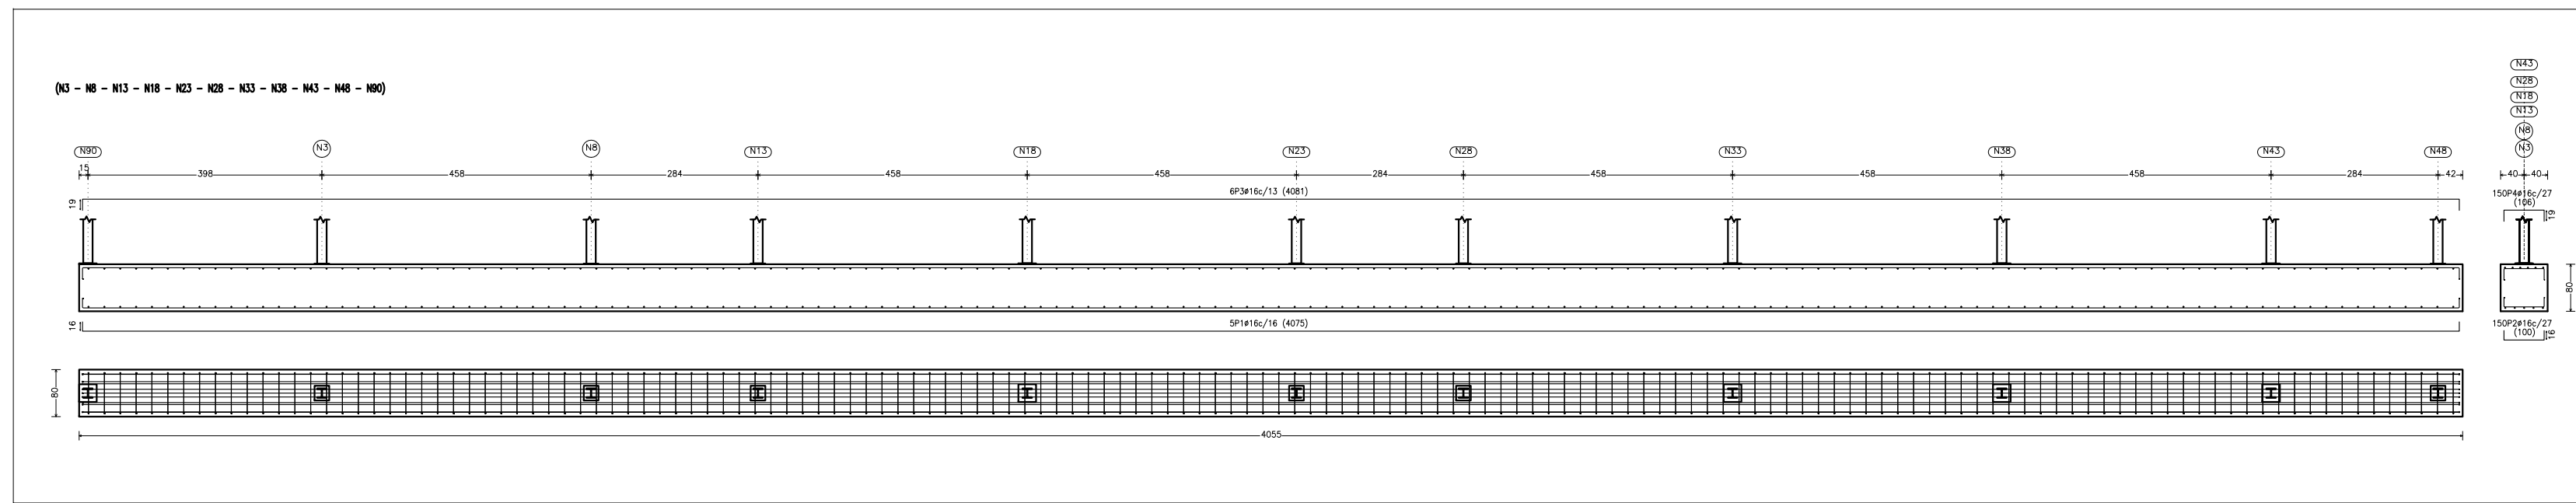 N43
N28
(N3 - N8 - N13 - N18 - N23 - N28 - N33 - N38 - N43 - N48 - N90)
N18
N13
N8
N90 N3 N8 N13 N18 N23 N28 N33 N38 N43 N48 N3
15 398 458 284 458 458 284 458 458 458 284 42 40 40
6P3ø16c/13 (4081) 150P4ø16c/27
(106)
19 19
80
16 5P1ø16c/16 (4075) 150P2ø16c/27
(100)
16
80
4055